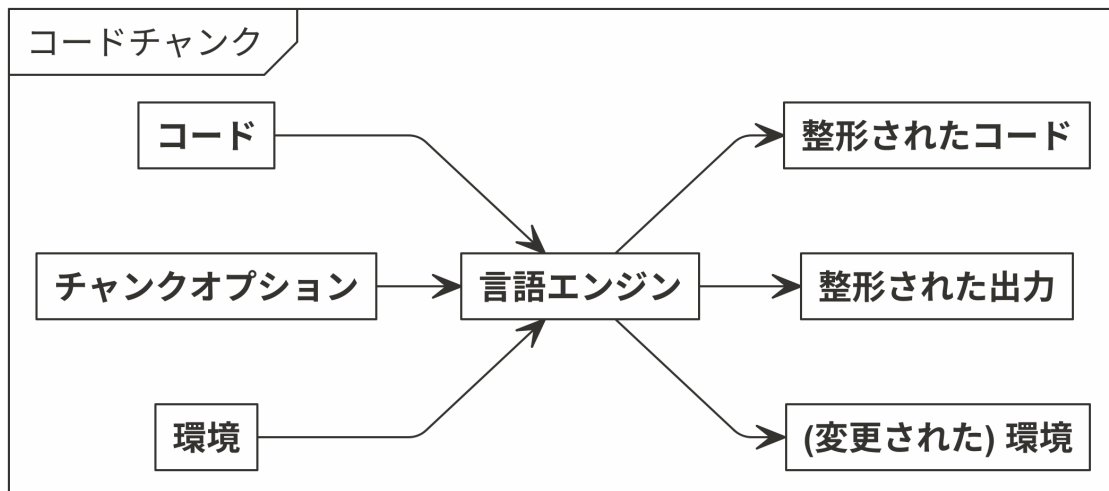 コードチャンク
コード
整形されたコード
チャンクオプション
言語エンジン
整形された出力
環境
(変更された) 環境